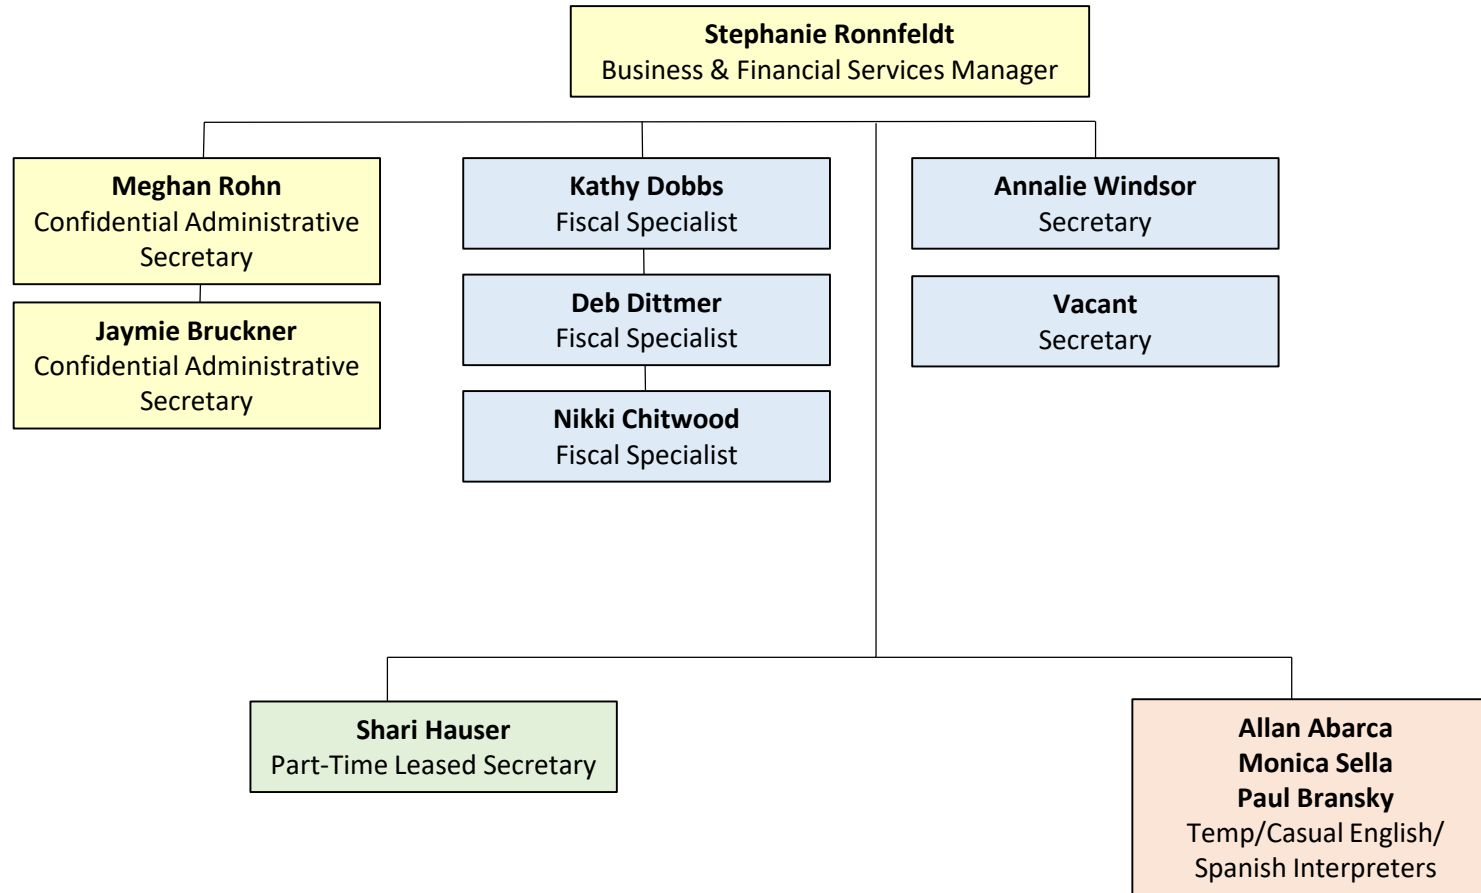 Stephanie Ronnfeldt
Business & Financial Services Manager
Meghan Rohn
Confidential Administrative
Secretary
Jaymie Bruckner
Confidential Administrative
Secretary
Kathy Dobbs
Fiscal Specialist
Deb Dittmer
Fiscal Specialist
Nikki Chitwood
Fiscal Specialist
Annalie Windsor
Secretary
Vacant
Secretary
Shari Hauser
Part-Time Leased Secretary
Allan Abarca
Monica Sella
Paul Bransky
Temp/Casual English/
Spanish Interpreters